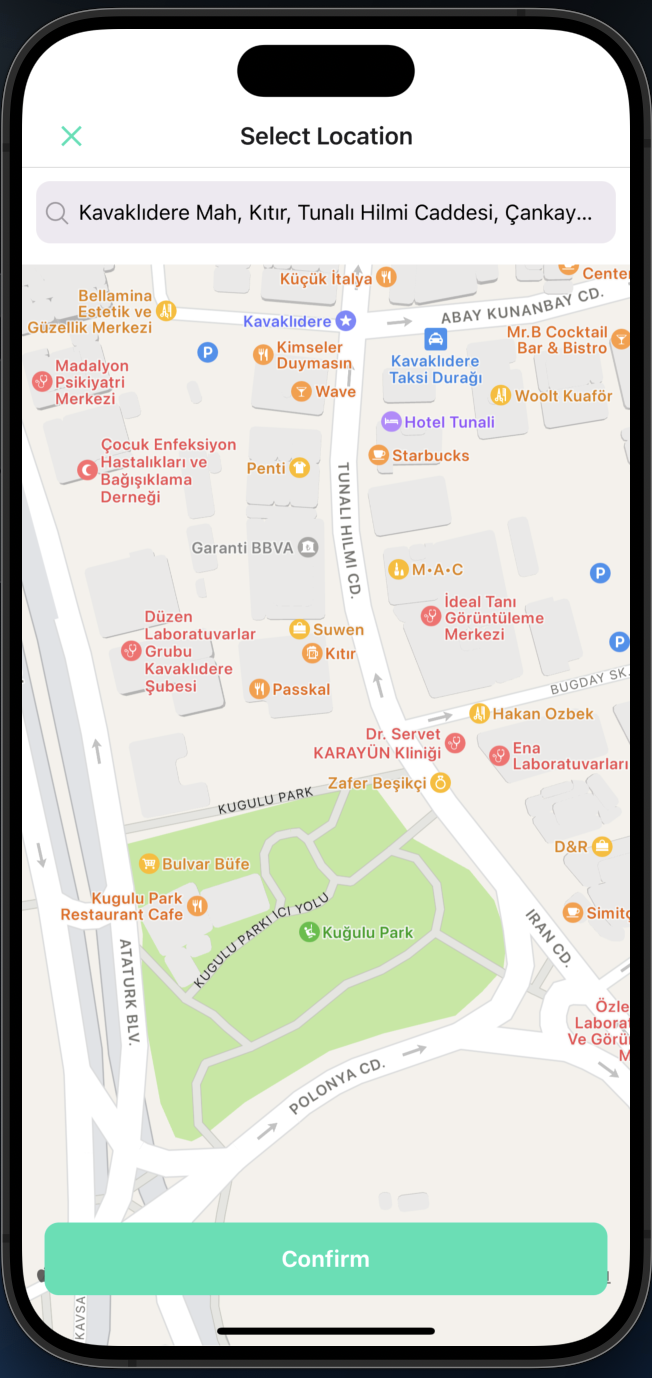 Select Location
Kavaklıdere Mah, Kıtır, Tunalı Hilmi Caddesi, Çankay...
Küçük İtalya
Center
Bellamina
Estetik ve
Güzellik Merkezi
Kavaklıdere
ABAY KUNANBAY CD.
Mr.B Cocktail
Bar & Bistro
P
Kimseler
Duymasın
Kavaklıdere
Taksi Durağı
Madalyon
Psikiyatri
Merkezi
Wave
Woolt Kuaför
Hotel Tunali
Çocuk Enfeksiyon
Hastalıkları ve
Bağışıklama
Derneği
Starbucks
Penti
TUNALI HILMI CD.
Garanti BBVA
M•A•C
P
İdeal Tanı
Görüntüleme
Merkezi
Düzen
Laboratuvarlar
Grubu
Kavaklıdere
Şubesi
Suwen
P
Kıtır
Passkal
BUGDAY SK.
Hakan Ozbek
Dr. Servet
KARAYÜN Kliniği
Ena
Laboratuvarları
Zafer Beşikçi
KUGULU PARK
D&R
Bulvar Büfe
Kugulu Park
Restaurant Cafe
KUGULU PARKI ICI YOLU
Kuğulu Park
Simit
IRAN CD.
ATATURK BLV.
Özle
Laborat
Ve Görü
M
POLONYA CD.
Confirm
KAVSA